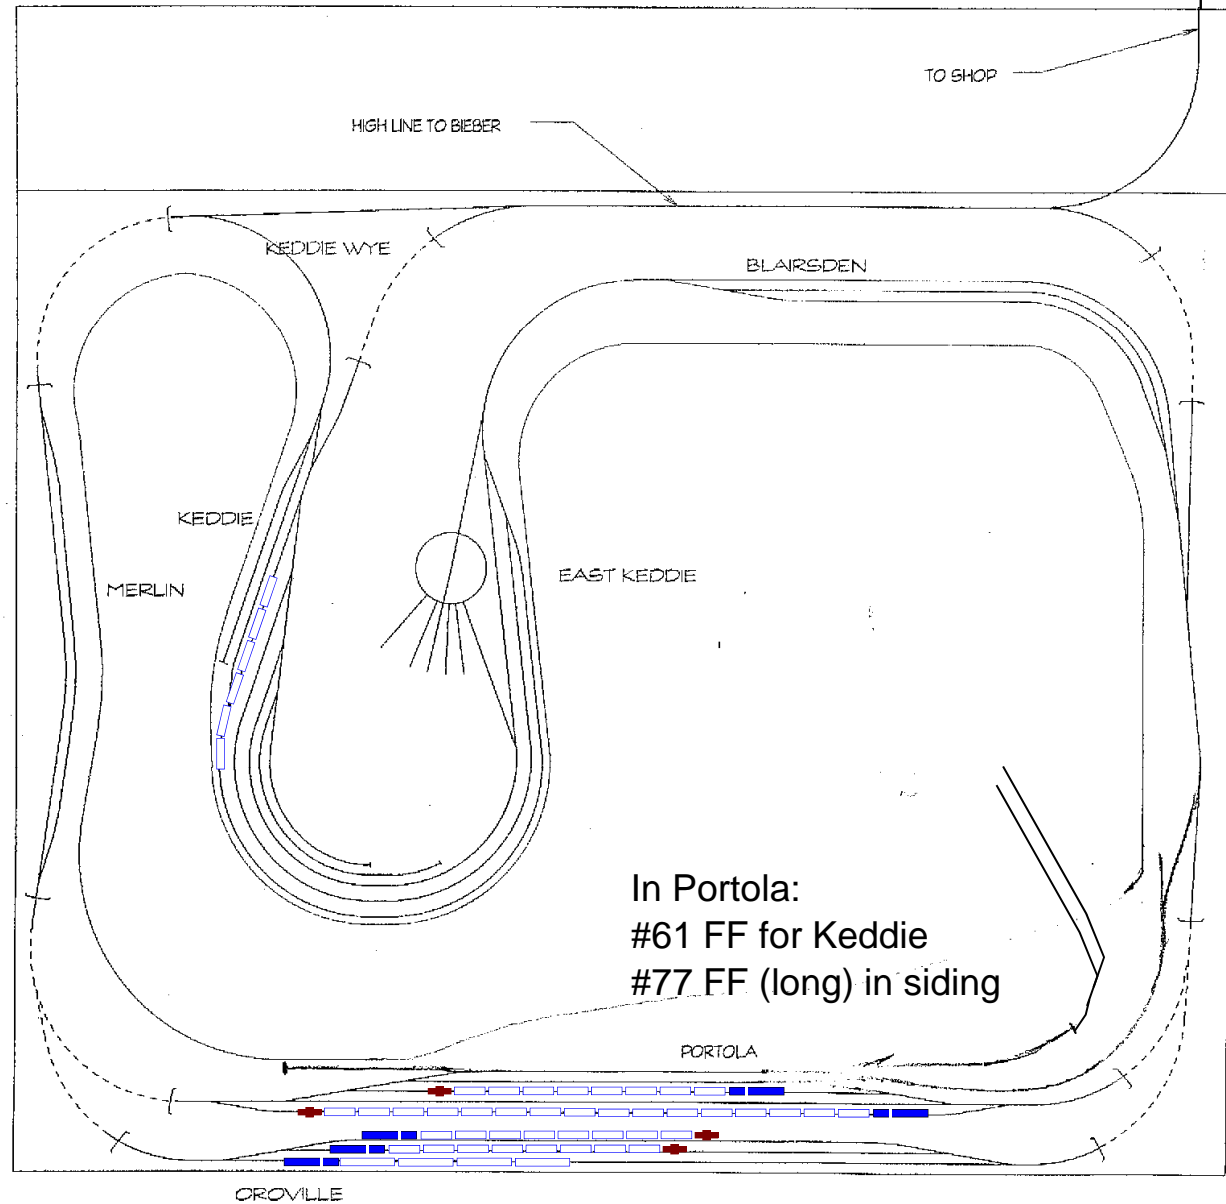 TO SHOP
HIGH LINE TO BIEBER
KEDDIE WYE
BLAIRSDEN
KEDDIE
EAST KEDDIE
MERLIN
In Portola:
#61 FF for Keddie
#77 FF (long) in siding
PORTOLA
OROVILLE